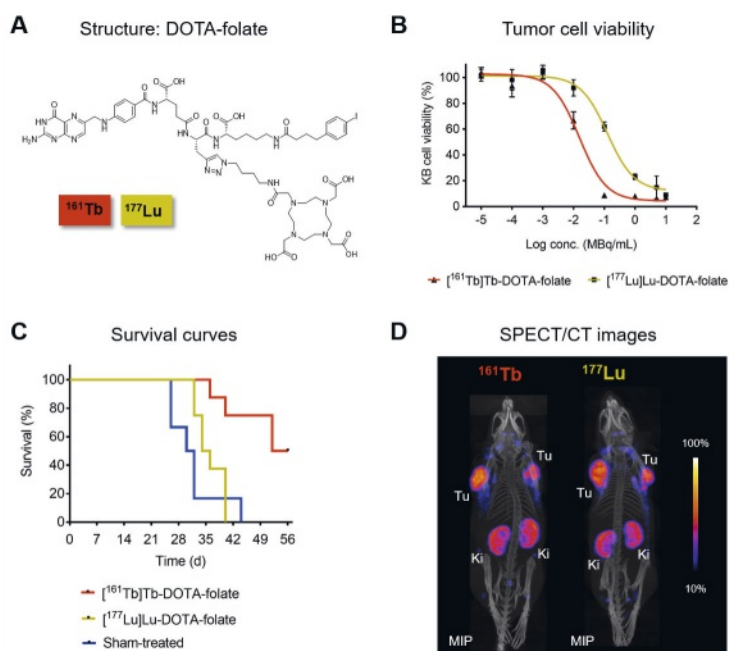 A Structure: DOTA-folate
161Tb 177Lu
B Tumor cell viability
KB cell viability (%)
100
80
60
40
20
0
-5 -4 -3 -2 -1 0 1 2
Log conc. (MBq/mL)
[161Tb]Tb-DOTA-folate [177Lu]Lu-DOTA-folate
C Survival curves
Survival (%)
100
80
60
40
20
0
0 7 14 21 28 35 42 49 56
Time (d)
[161Tb]Tb-DOTA-folate
[177Lu]Lu-DOTA-folate
Sham-treated
D SPECT/CT images
161Tb 177Lu
100%
Tu Tu
Tu Tu
Ki Ki Ki Ki
10%
MIP MIP